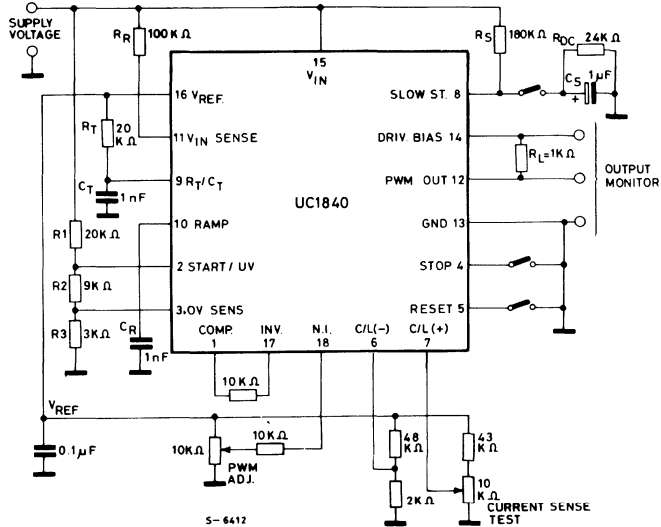 SUPPLY
VOLTAGE
RR
100KΩ
RS
180KΩ
RDC
24KΩ
CS
1µF
+
15
VIN
16 VREF.
SLOW ST. 8
RT
20
KΩ
11 VIN SENSE
DRIV. BIAS 14
RL=1KΩ
9 RT/CT
PWM OUT 12
OUTPUT
MONITOR
CT
1nF
UC1840
10 RAMP
GND 13
R1
20KΩ
2 START/UV
STOP 4
R2
9KΩ
3.OV SENS
RESET 5
R3
3KΩ
CR
1nF
COMP.
INV.
N.I.
C/L(-)
C/L(+)
1
17
18
6
7
10KΩ
VREF
0.1µF
10KΩ
10KΩ
PWM
ADJ.
48
KΩ
43
KΩ
2KΩ
10
KΩ
CURRENT SENSE
TEST
S-6412